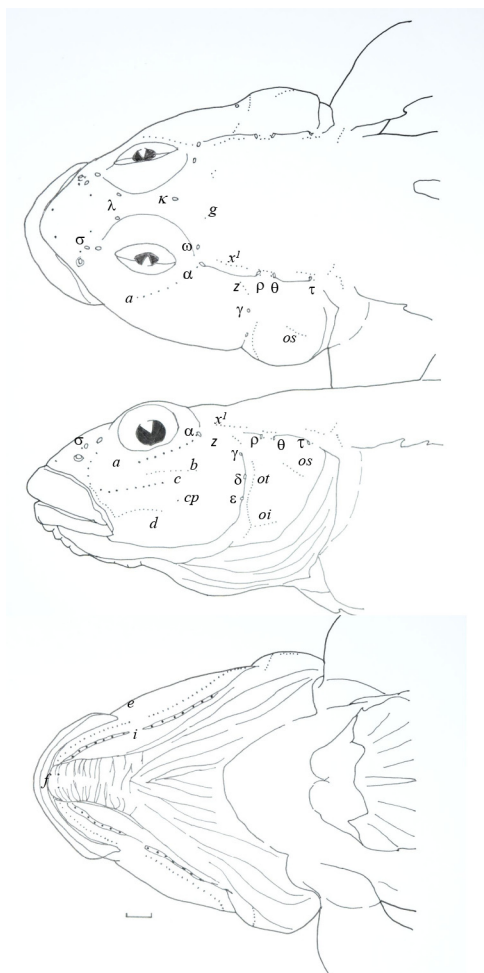 c
λ κ g
σ ω x¹
α
a z ρ θ τ
γ
os
x¹
σ α z ρ θ τ
a b γ os
c δ ot
cp ε
d oi
e
i
f